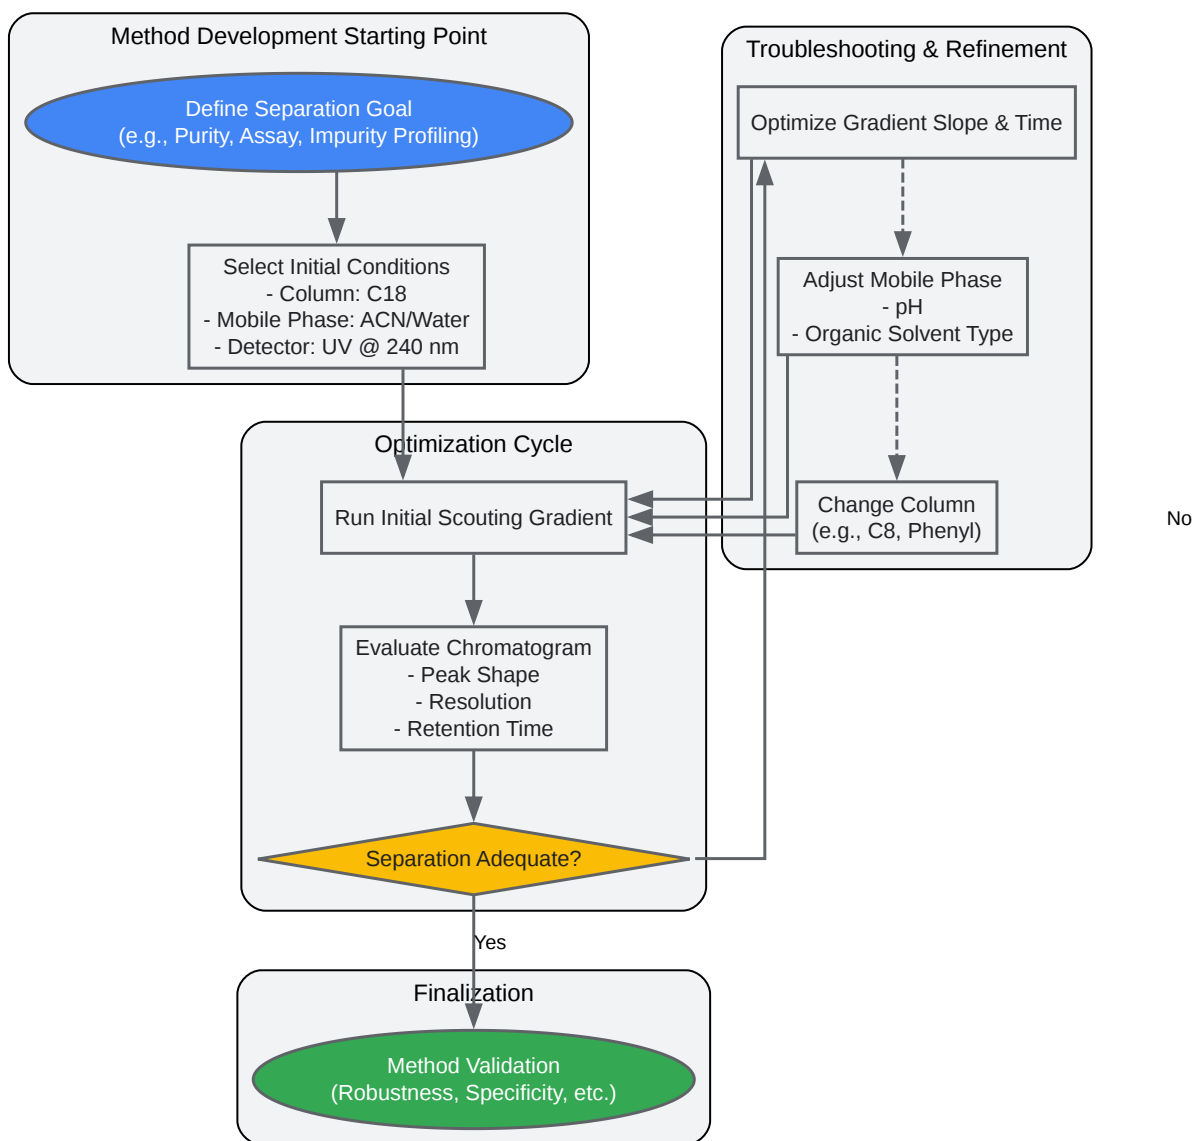 Method Development Starting Point
Define Separation Goal
(e.g., Purity, Assay, Impurity Profiling)
Select Initial Conditions
- Column: C18
- Mobile Phase: ACN/Water
- Detector: UV @ 240 nm
Troubleshooting & Refinement
Optimize Gradient Slope & Time
Adjust Mobile Phase
- pH
- Organic Solvent Type
Change Column
(e.g., C8, Phenyl)
No
Optimization Cycle
Run Initial Scouting Gradient
Evaluate Chromatogram
- Peak Shape
- Resolution
- Retention Time
Separation Adequate?
Yes
Finalization
Method Validation
(Robustness, Specificity, etc.)